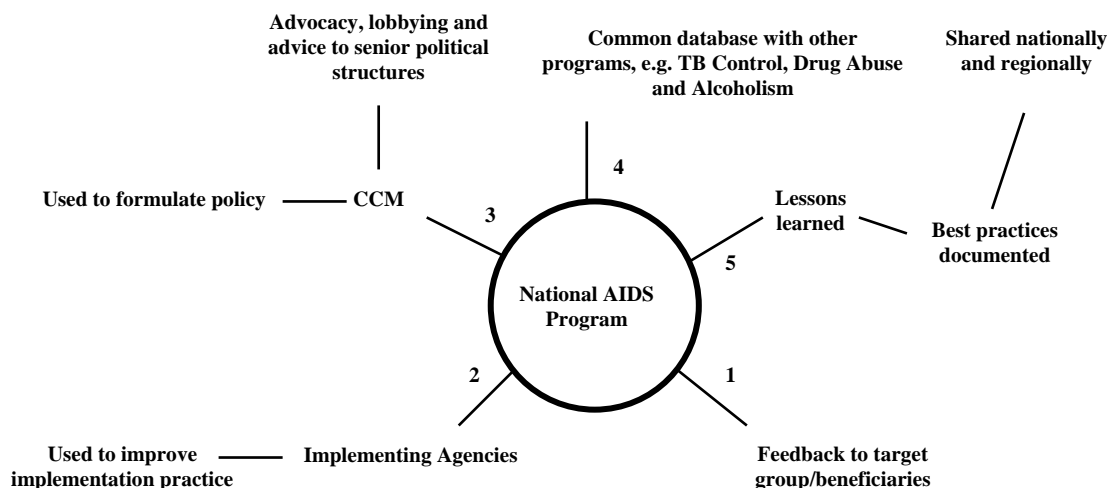 Advocacy, lobbying and
advice to senior political
structures
Common database with other
programs, e.g. TB Control, Drug Abuse
and Alcoholism
Shared nationally
and regionally
4
Used to formulate policy
CCM
3
Lessons
learned
Best practices
documented
5
National AIDS
Program
2
1
Used to improve
implementation practice
Implementing Agencies
Feedback to target
group/beneficiaries